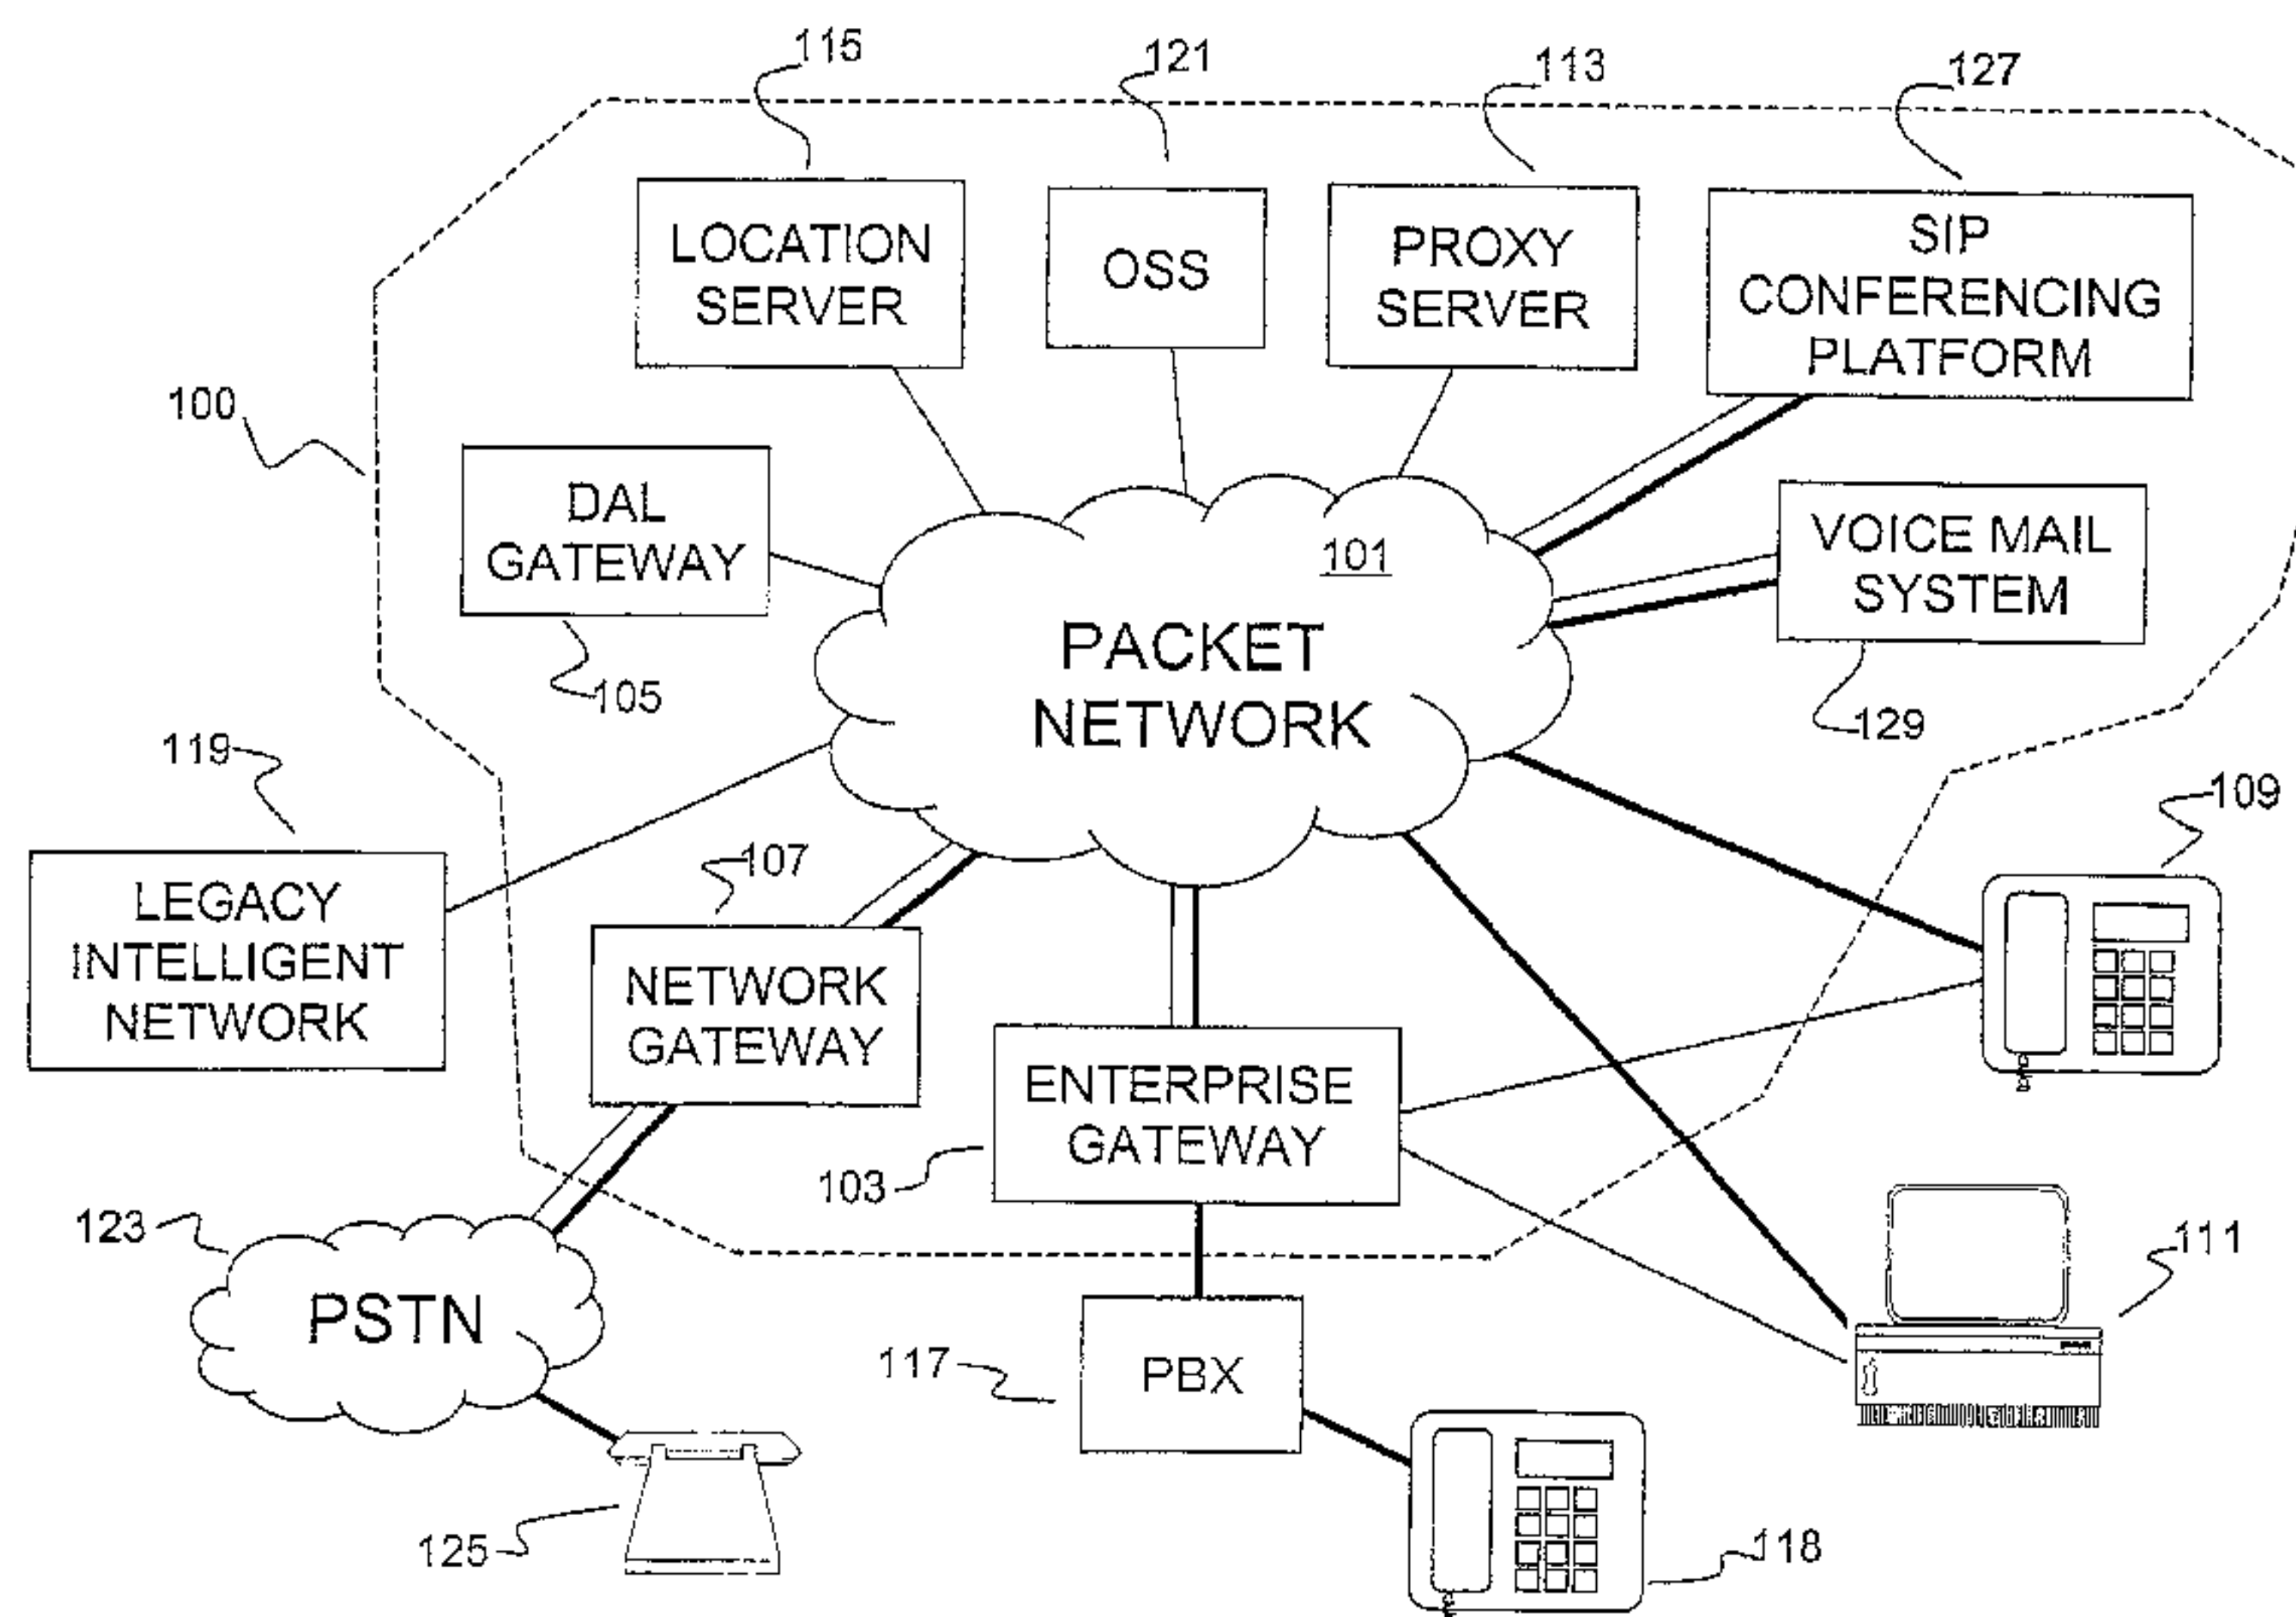 115
121
113
127
LOCATION
SERVER
OSS
PROXY
SERVER
SIP
CONFERENCING
PLATFORM
100
DAL
GATEWAY
105
101
PACKET
NETWORK
VOICE MAIL
SYSTEM
129
119
LEGACY
INTELLIGENT
NETWORK
107
NETWORK
GATEWAY
109
ENTERPRISE
GATEWAY
103
123
PSTN
111
117
PBX
125
118